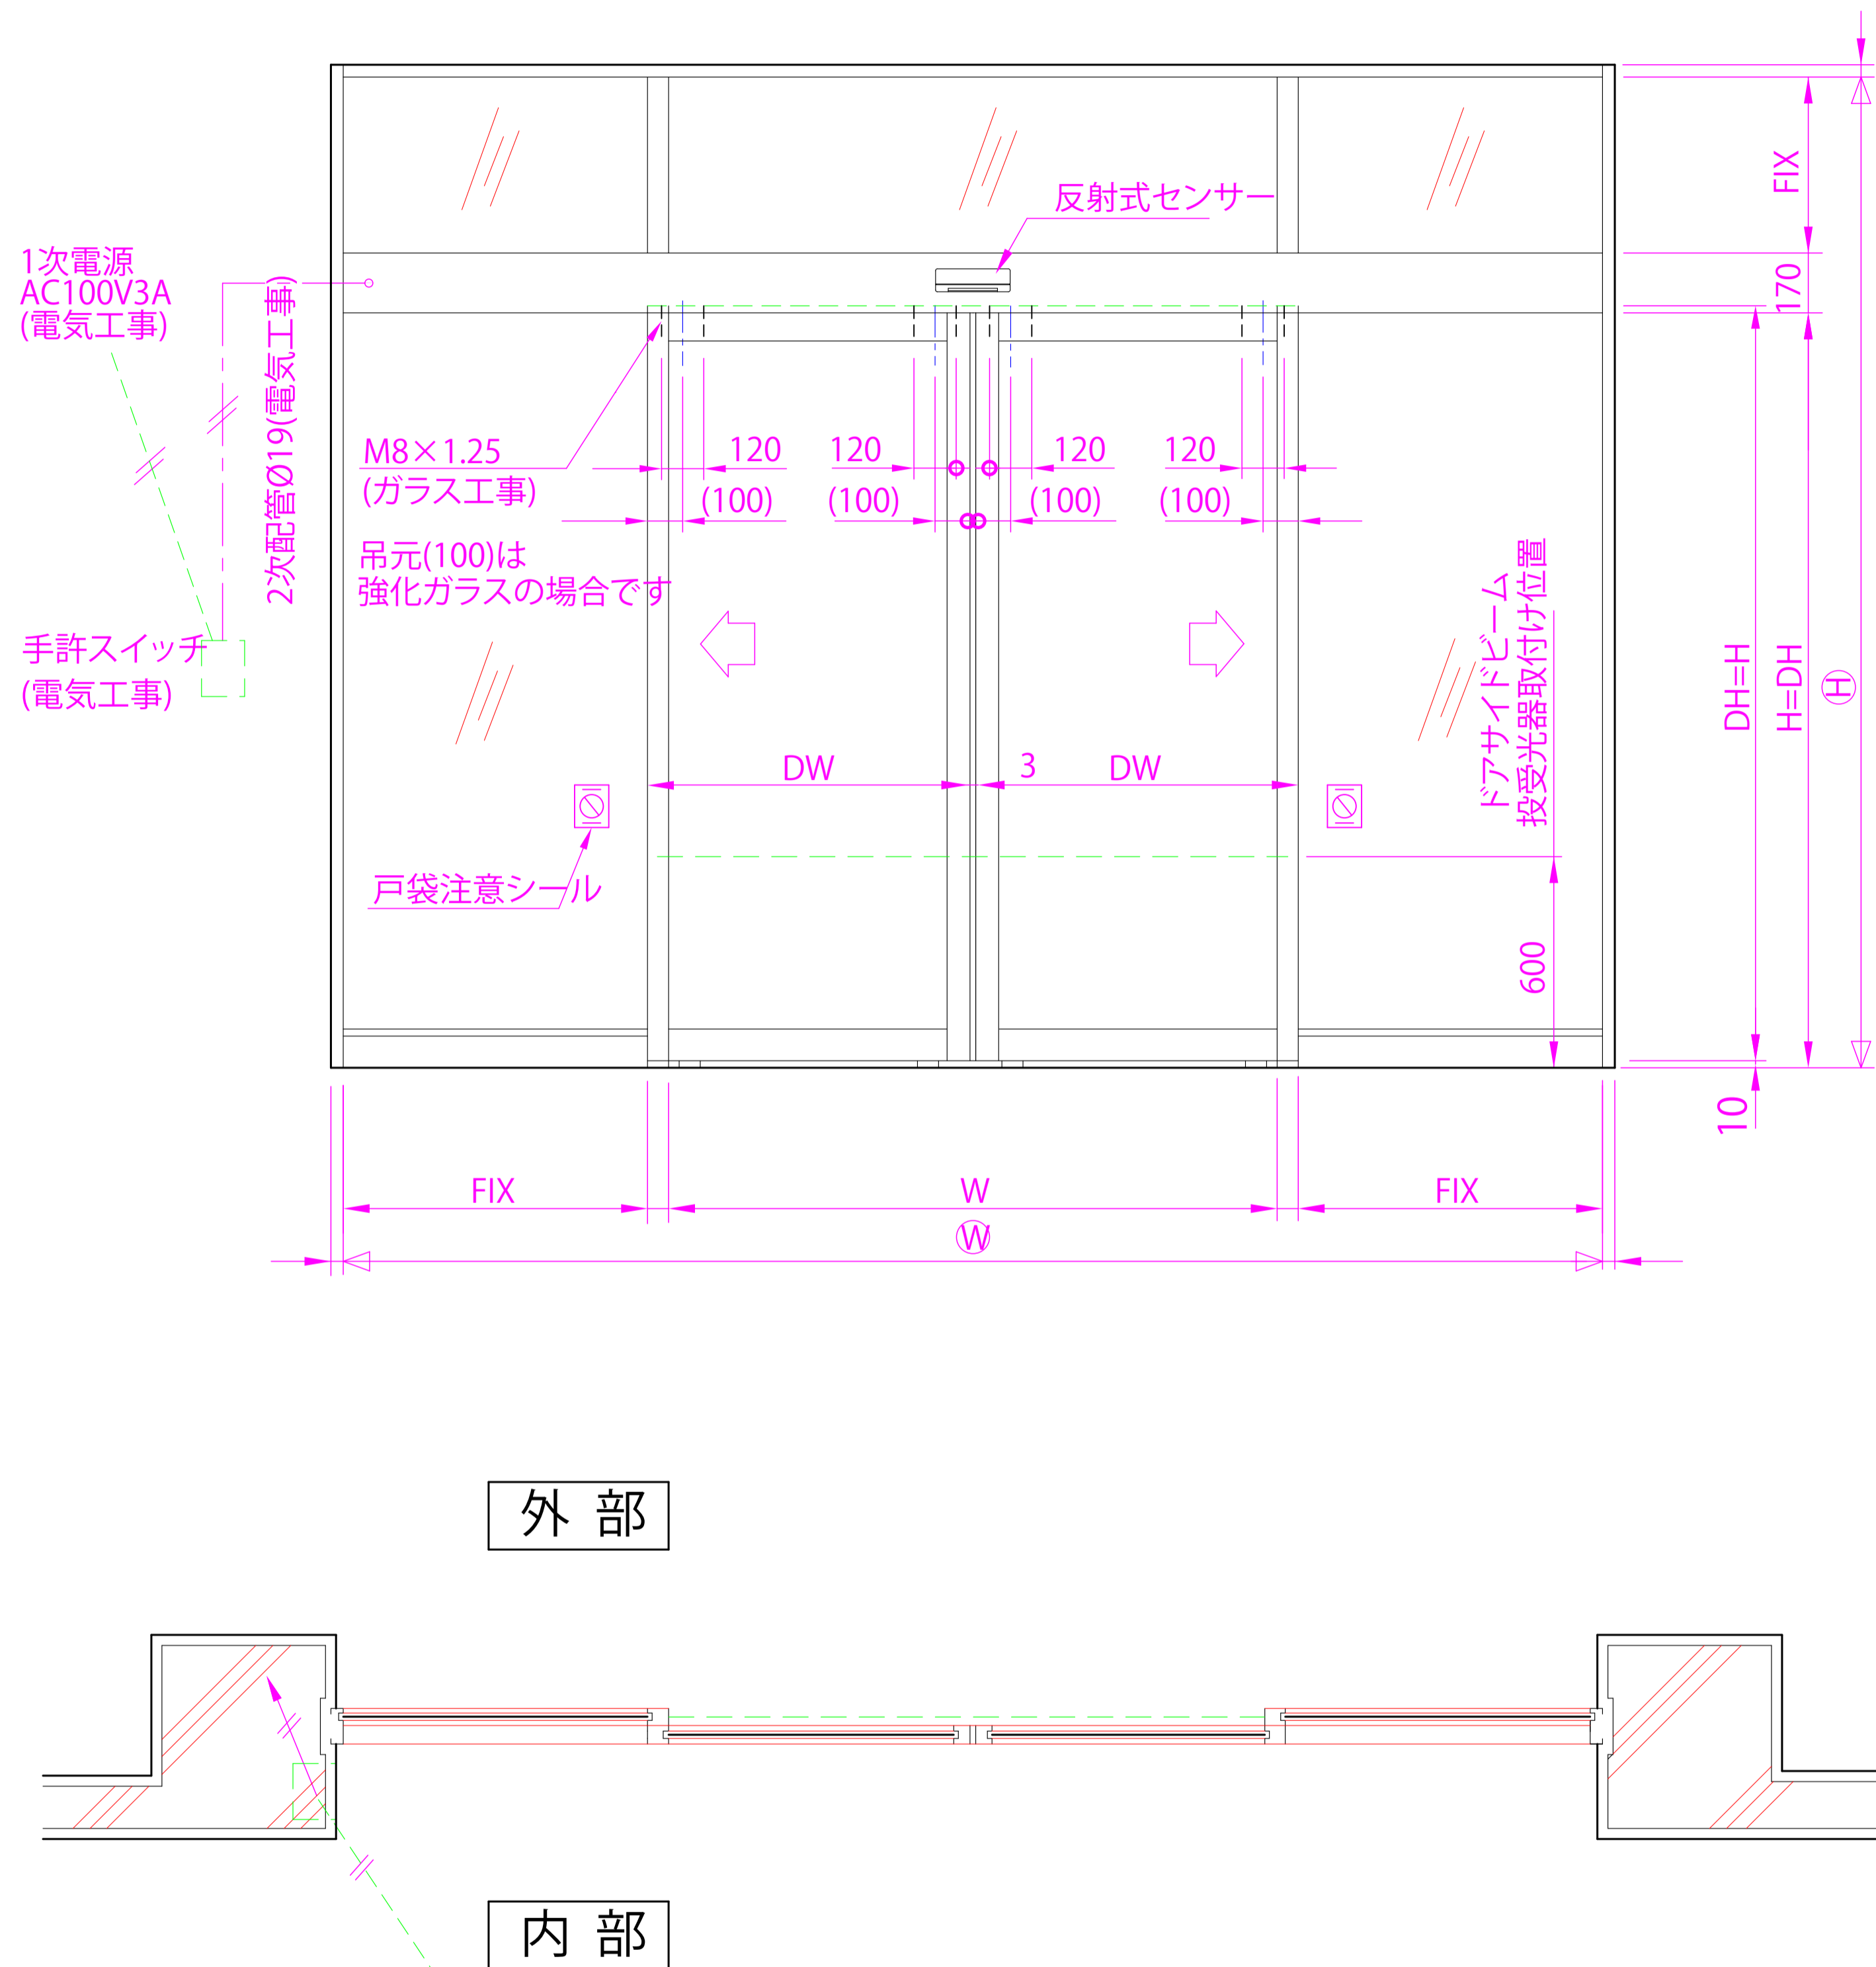 反射式センサー
FIX
170
1次電源
AC100V3A
(電気工事)
2次配管Ø19(電気工事)
M8×1.25
(ガラス工事)
120
120
120
120
(100)
(100)
(100)
(100)
吊元(100)は
強化ガラスの場合です
手許スイッチ
(電気工事)
ドアサイドビーム
投受光器取付け位置
DH=H
H=DH
H
DW
3
DW
戸袋注意シール
600
10
FIX
W
FIX
W
外部
内部